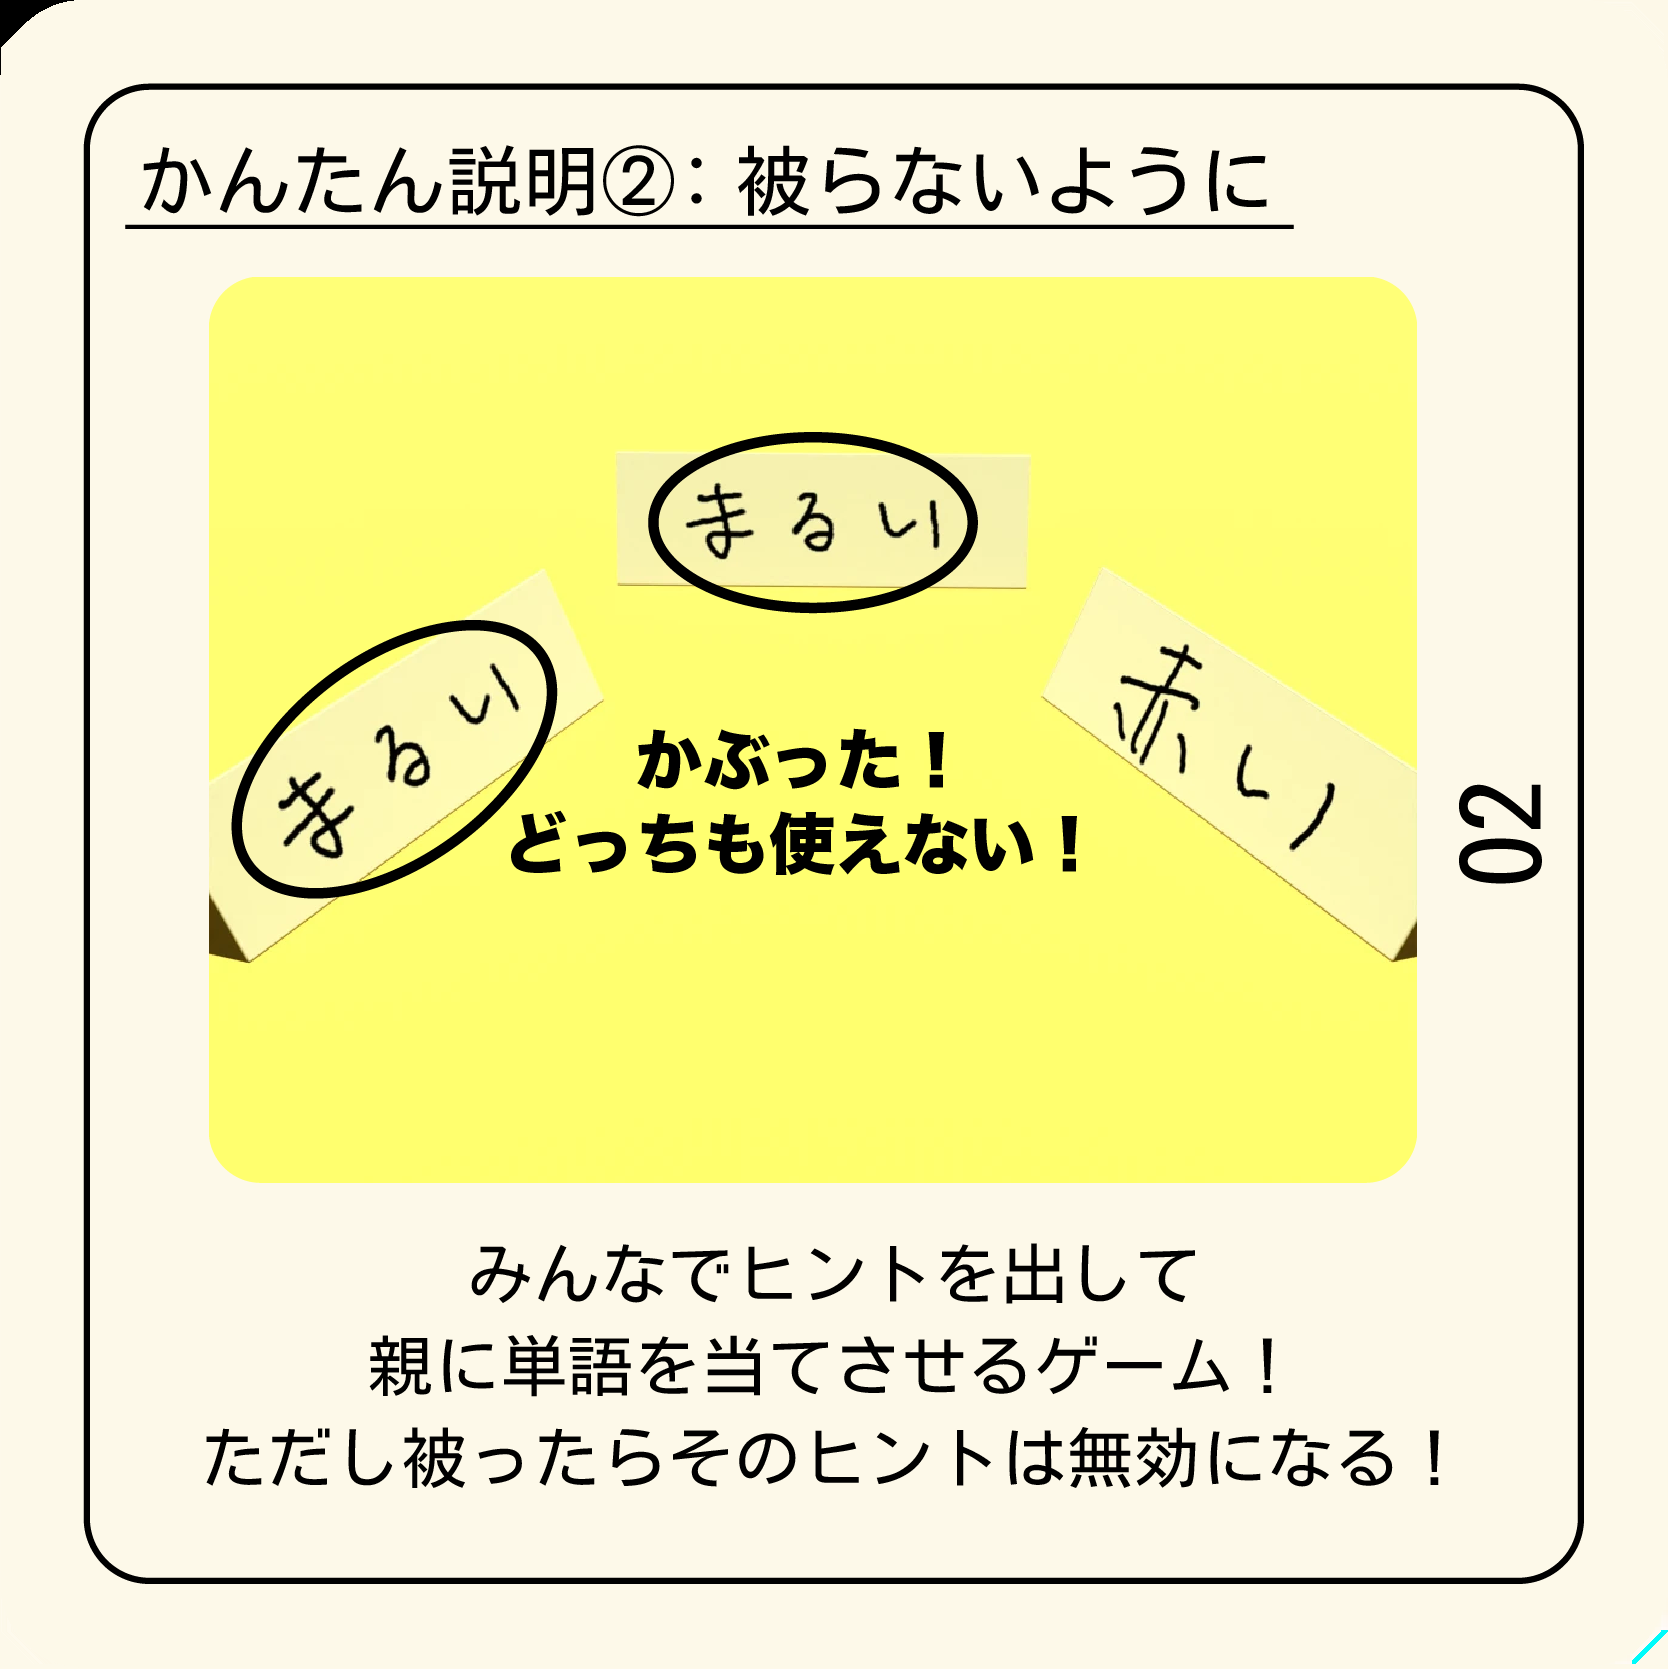 かんたん説明②：被らないように
まるい
まるい
赤い
かぶった！
どっちも使えない！
02
みんなでヒントを出して
親に単語を当てさせるゲーム！
ただし被ったらそのヒントは無効になる！